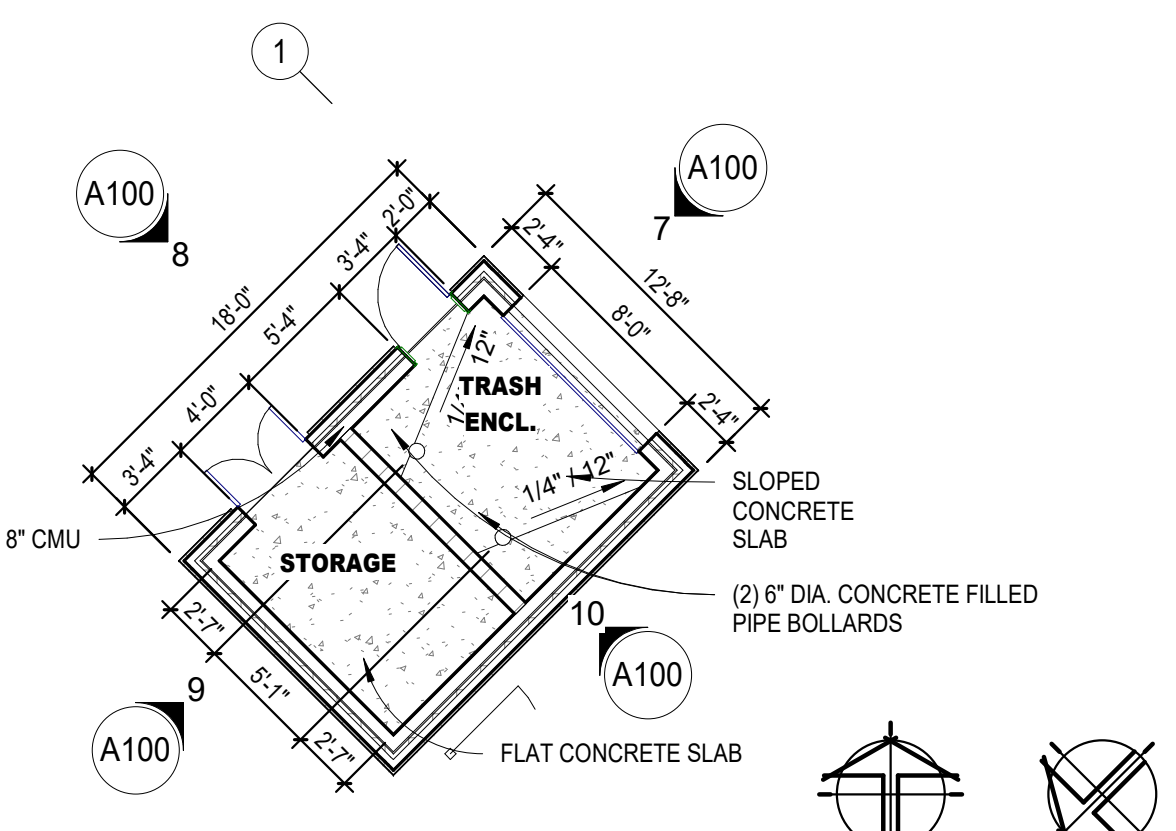 1
A100
8
A100
7
18'-0"
2'-0"
3'-4"
5'-4"
4'-0"
3'-4"
2'-4"
12'-8"
8'-0"
2'-4"
12"
TRASH
ENCL.
1/4" / 12"
SLOPED
CONCRETE
SLAB
8" CMU
STORAGE
(2) 6" DIA. CONCRETE FILLED
PIPE BOLLARDS
10
A100
2'-7"
5'-1"
2'-7"
9
A100
FLAT CONCRETE SLAB